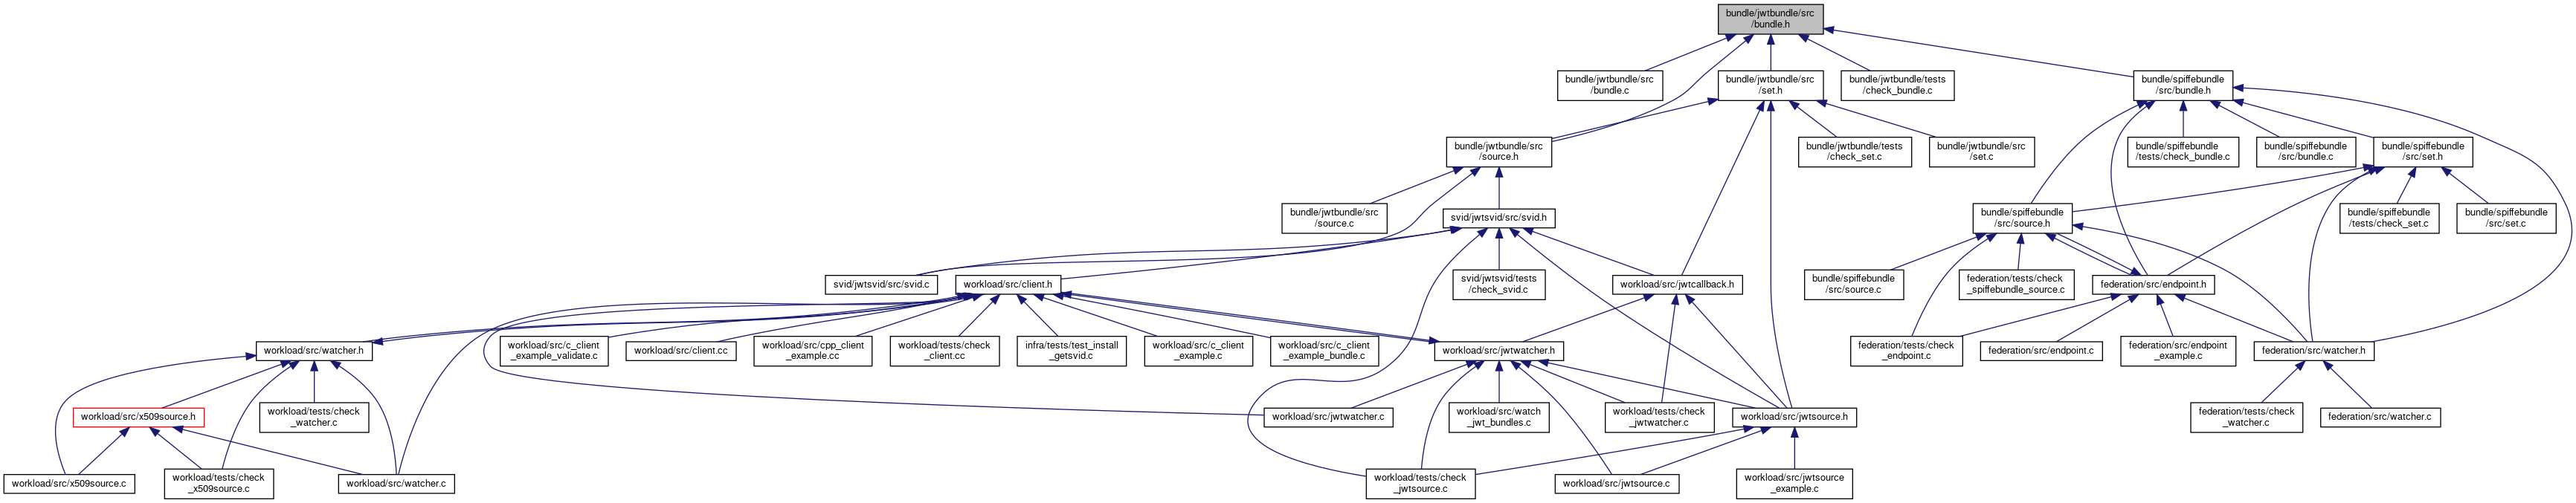 bundle/jwtbundle/src
/bundle.h
bundle/jwtbundle/src
/bundle.c
bundle/jwtbundle/src
/set.h
bundle/jwtbundle/tests
/check_bundle.c
bundle/spiffebundle
/src/bundle.h
bundle/jwtbundle/src
/source.h
bundle/jwtbundle/tests
/check_set.c
bundle/jwtbundle/src
/set.c
bundle/spiffebundle
/tests/check_bundle.c
bundle/spiffebundle
/src/bundle.c
bundle/spiffebundle
/src/set.h
bundle/jwtbundle/src
/source.c
svid/jwtsvid/src/svid.h
bundle/spiffebundle
/src/source.h
bundle/spiffebundle
/tests/check_set.c
bundle/spiffebundle
/src/set.c
svid/jwtsvid/src/svid.c
workload/src/client.h
svid/jwtsvid/tests
/check_svid.c
workload/src/jwtcallback.h
bundle/spiffebundle
/src/source.c
federation/tests/check
_spiffebundle_source.c
federation/src/endpoint.h
workload/src/watcher.h
workload/src/c_client
_example_validate.c
workload/src/client.cc
workload/src/cpp_client
_example.cc
workload/tests/check
_client.cc
infra/tests/test_install
_getsvid.c
workload/src/c_client
_example.c
workload/src/c_client
_example_bundle.c
workload/src/jwtwatcher.h
federation/tests/check
_endpoint.c
federation/src/endpoint.c
federation/src/endpoint
_example.c
federation/src/watcher.h
workload/src/x509source.h
workload/tests/check
_watcher.c
workload/src/jwtwatcher.c
workload/src/watch
_jwt_bundles.c
workload/tests/check
_jwtwatcher.c
workload/src/jwtsource.h
federation/tests/check
_watcher.c
federation/src/watcher.c
workload/src/x509source.c
workload/tests/check
_x509source.c
workload/src/watcher.c
workload/tests/check
_jwtsource.c
workload/src/jwtsource.c
workload/src/jwtsource
_example.c